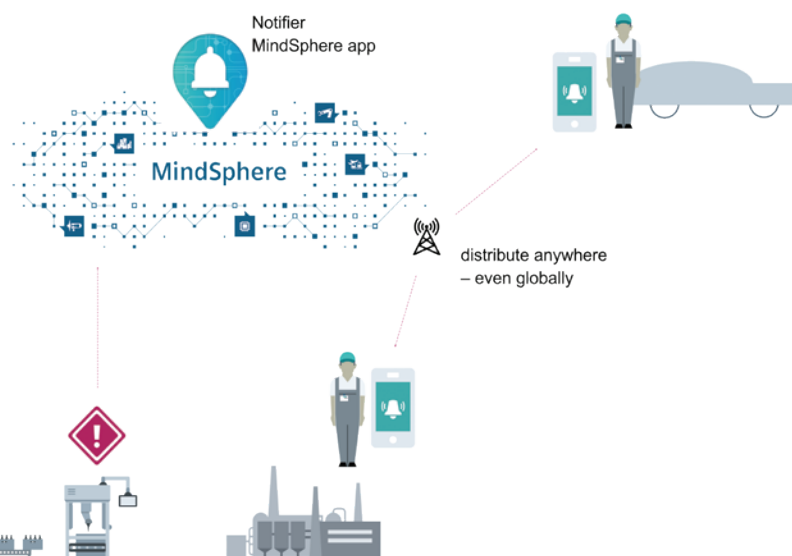 Notifier
MindSphere app
MindSphere
distribute anywhere
– even globally
!